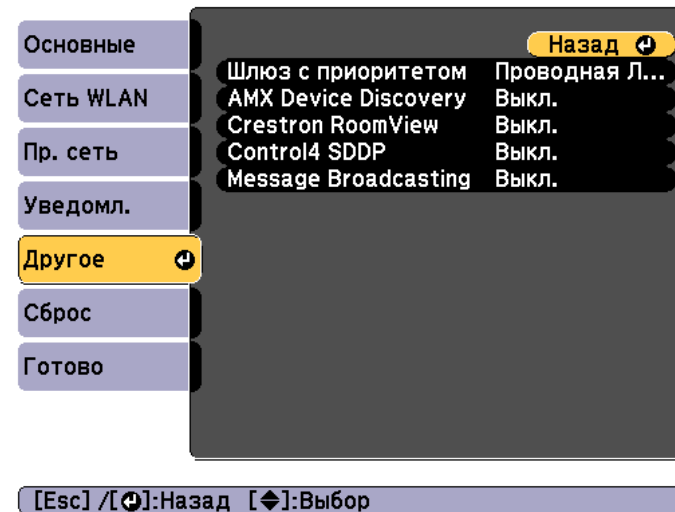 Основные
Сеть WLAN
Пр. сеть
Уведомл.
Другое
Сброс
Готово
Назад
Шлюз с приоритетом Проводная Л...
AMX Device Discovery Выкл.
Crestron RoomView Выкл.
Control4 SDDP Выкл.
Message Broadcasting Выкл.
[Esc] /[⏎]:Назад [◆]:Выбор